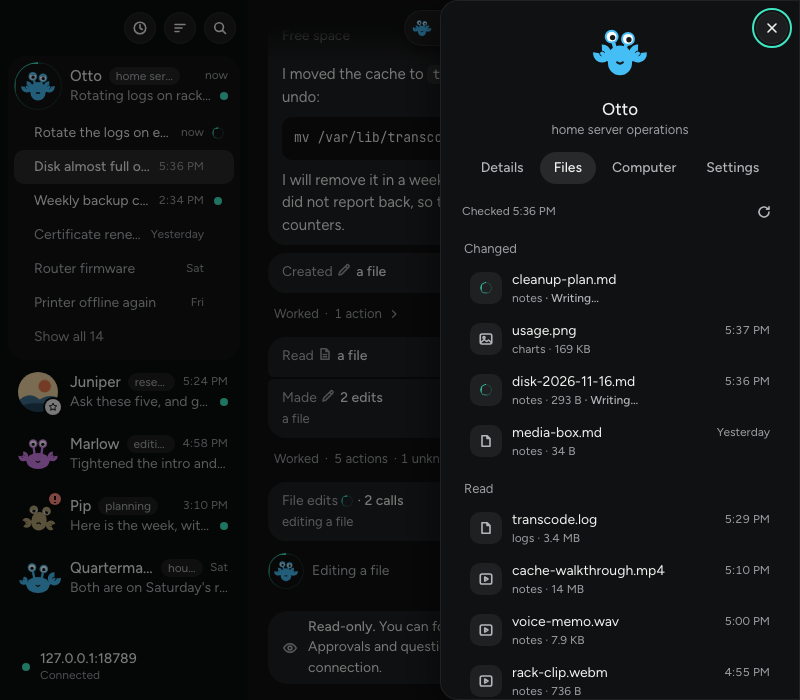 Otto
home ser...
now
Rotating logs on rack...
Rotate the logs on e...
now
Disk almost full o...
5:36 PM
Weekly backup c...
2:34 PM
Certificate rene...
Yesterday
Router firmware
Sat
Printer offline again
Fri
Show all 14
Juniper
rese...
5:24 PM
Ask these five, and g...
Marlow
editi...
4:58 PM
Tightened the intro and...
Pip
planning
3:10 PM
Here is the week, wit...
Quarterma...
hou...
Sat
Both are on Saturday's r...
127.0.0.1:18789
Connected
Free space
I moved the cache to
undo:
mv /var/lib/transco
I will remove it in a week
did not report back, so
counters.
Created a file
Worked · 1 action
Read a file
Made 2 edits
a file
Worked · 5 actions · 1 unkn
File edits · 2 calls
editing a file
Editing a file
Read-only. You can fo
Approvals and questi
connection.
Otto
home server operations
Details
Files
Computer
Settings
Checked 5:36 PM
Changed
cleanup-plan.md
notes · Writing...
usage.png
5:37 PM
charts · 169 KB
disk-2026-11-16.md
5:36 PM
notes · 293 B · Writing...
media-box.md
Yesterday
notes · 34 B
Read
transcode.log
5:29 PM
logs · 3.4 MB
cache-walkthrough.mp4
5:10 PM
notes · 14 MB
voice-memo.wav
5:00 PM
notes · 7.9 KB
rack-clip.webm
4:55 PM
notes · 736 B